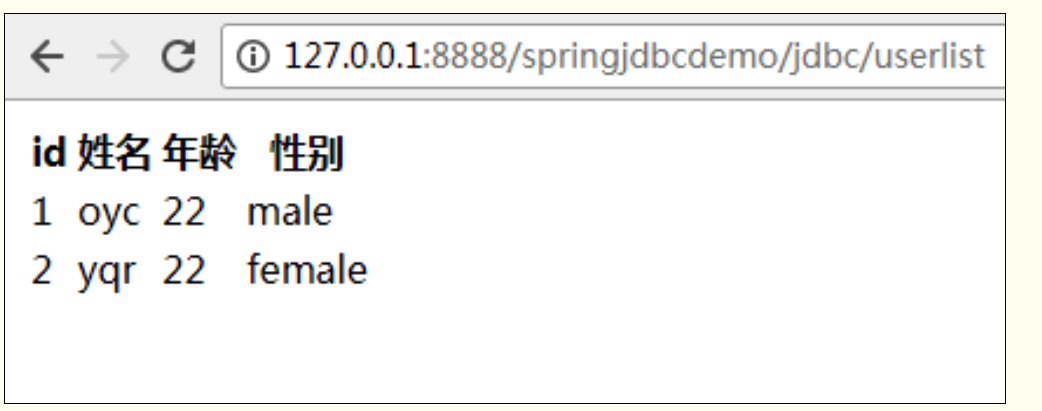 127.0.0.1:8888/springjdbcdemo/jdbc/userlist
id 姓名 年龄 性别
1 oyc 22 male
2 yqr 22 female